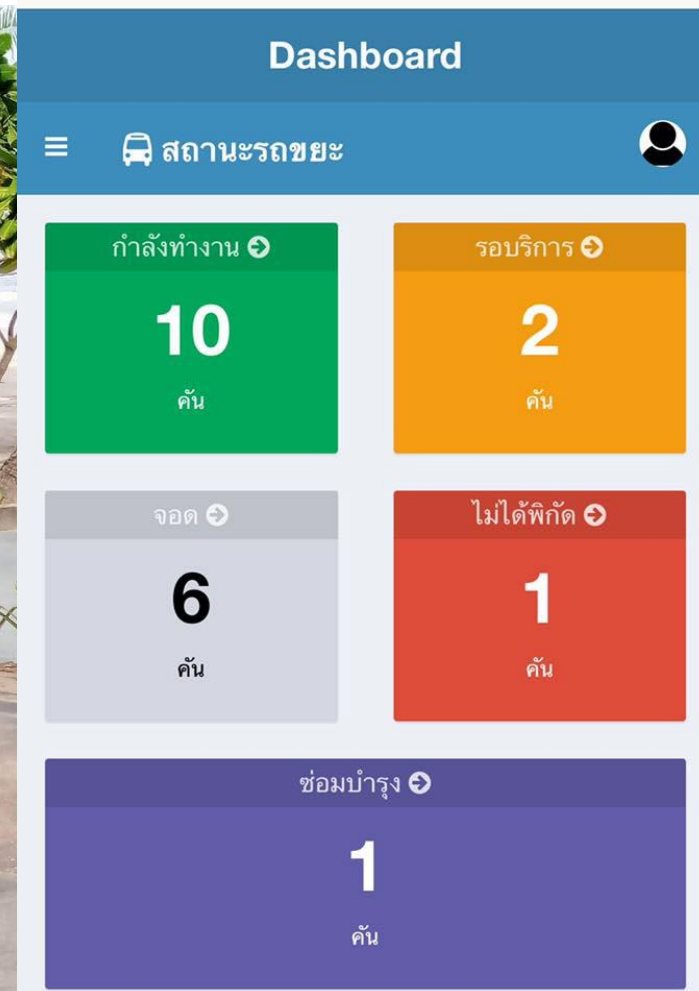 Dashboard
สถานะรถขยะ
กำลังทำงาน
10
คัน
รอบริการ
2
คัน
จอด
6
คัน
ไม่ได้พิกัด
1
คัน
ซ่อมบำรุง
1
คัน